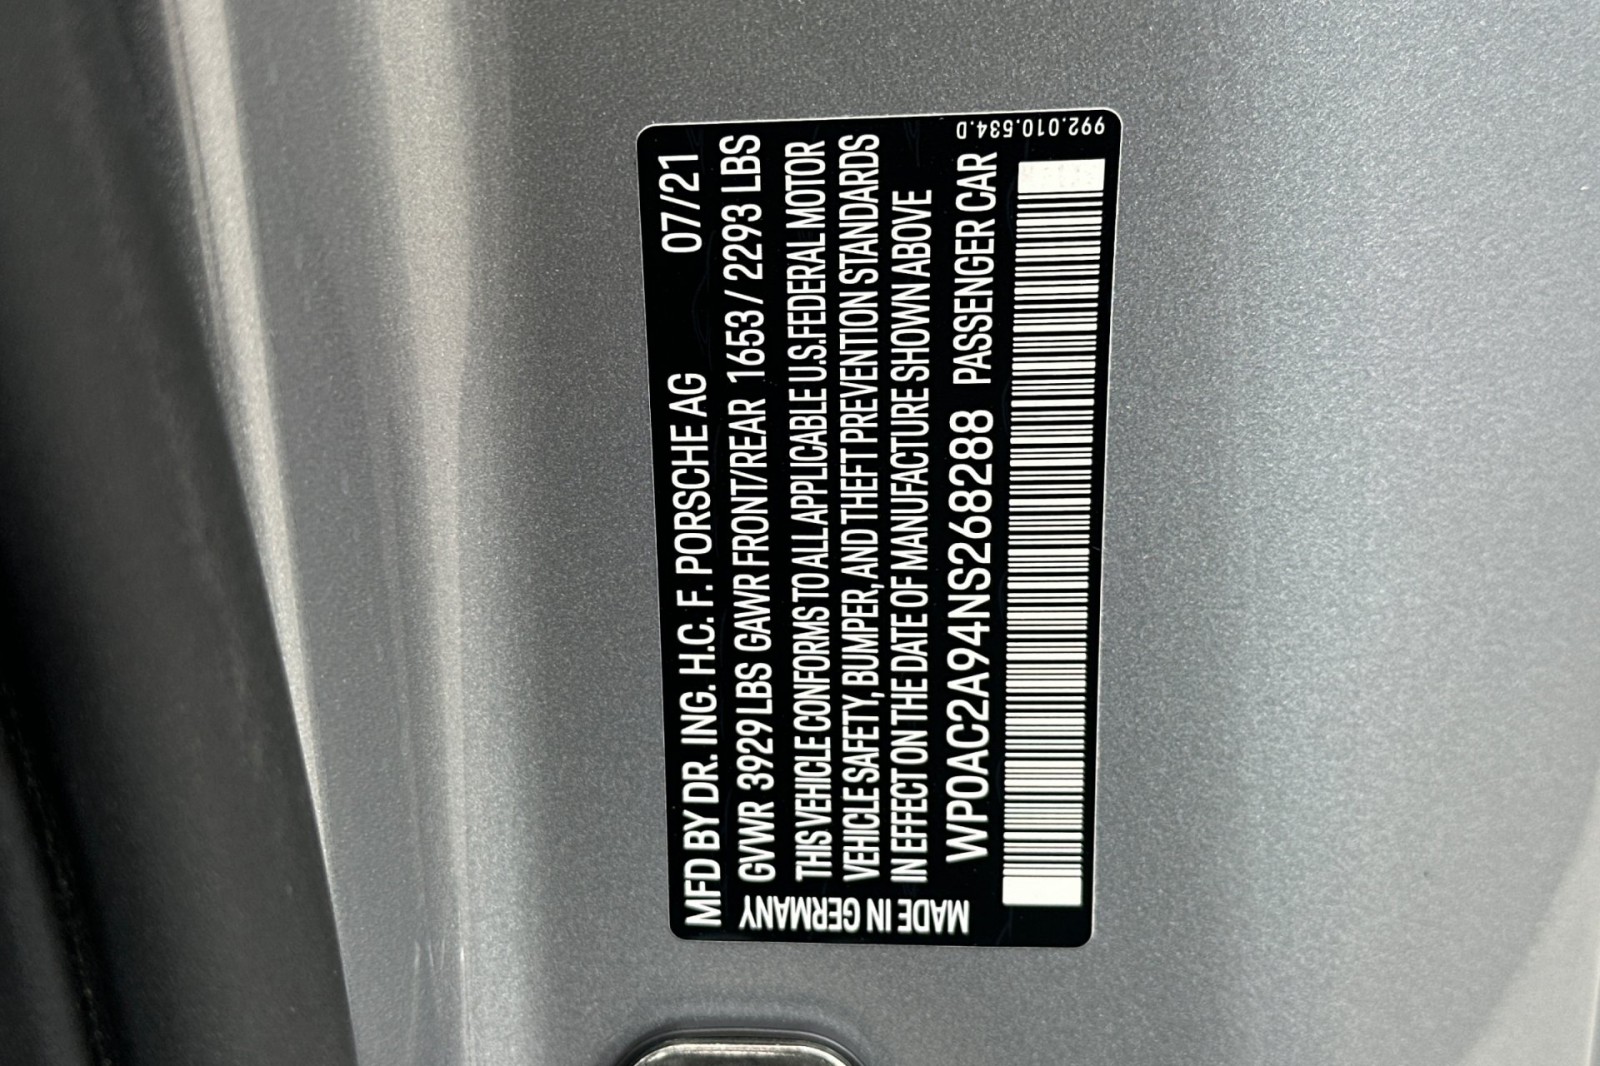 MFD BY DR. ING. H.C. F. PORSCHE AG 07/21
GVWR 3929 LBS GAWR FRONT/REAR 1653 / 2293 LBS
THIS VEHICLE CONFORMS TO ALL APPLICABLE U.S.FEDERAL MOTOR
VEHICLE SAFETY, BUMPER, AND THEFT PREVENTION STANDARDS
IN EFFECT ON THE DATE OF MANUFACTURE SHOWN ABOVE
WP0AC2A94NS268288 PASSENGER CAR
MADE IN GERMANY
992.010.534.D